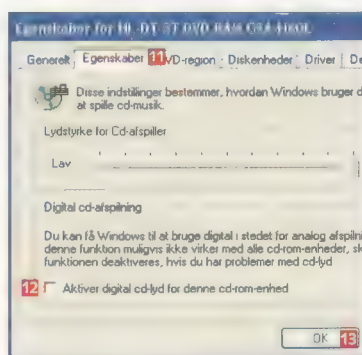 Egenskaber for HL-DT-ST DVD-RAM GSA-4160L
Generelt Egenskaber 11 VD-region Diskenheder Driver De
Disse indstillinger bestemmer, hvordan Windows bruger d
at spille cd-musik.
Lydstyrke for Cd-afspiller
Lav
Digital cd-afspilning
Du kan få Windows til at bruge digital i stedet for analog afspilni
denne funktion muligvis ikke virker med alle cd-rom-enheder, sk
funktionen deaktiveres, hvis du har problemer med cd-lyd
12 Aktiver digital cd-lyd for denne cd-rom-enhed
OK 13